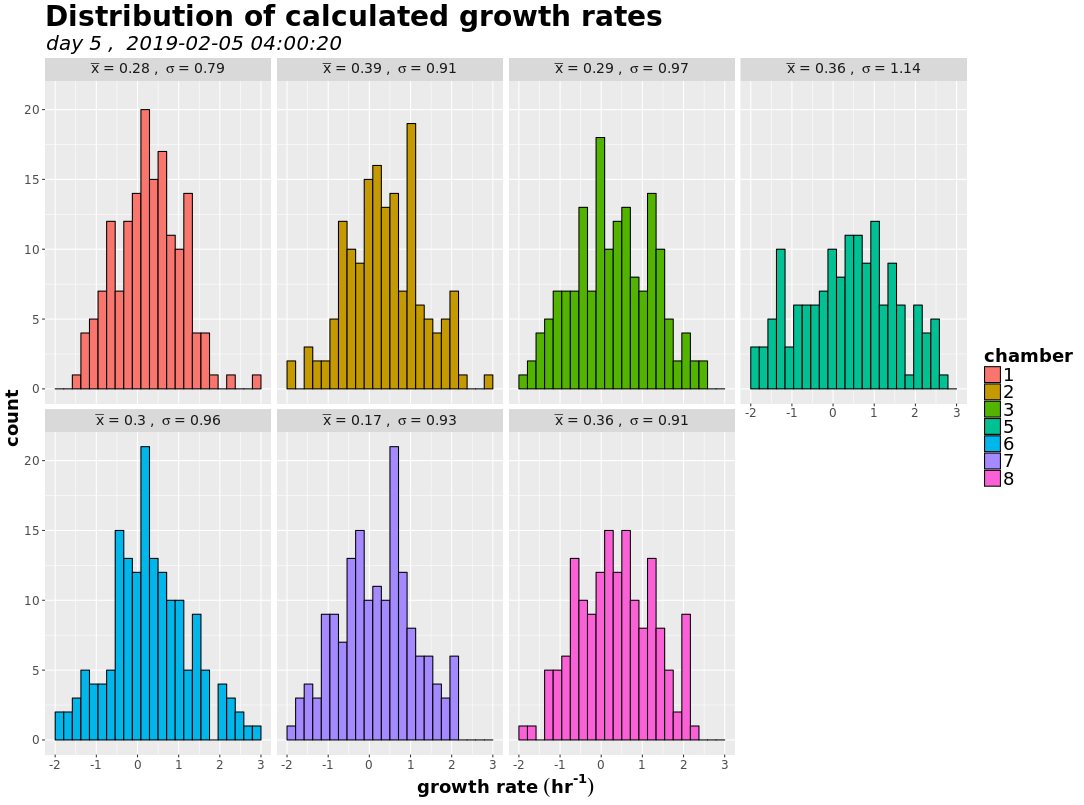 Distribution of calculated growth rates
day 5 ,  2019-02-05 04:00:20
x̅ = 0.28 ,  σ = 0.79
x̅ = 0.39 ,  σ = 0.91
x̅ = 0.29 ,  σ = 0.97
x̅ = 0.36 ,  σ = 1.14
20
15
10
5
0
-2 -1 0 1 2 3
x̅ = 0.3 ,  σ = 0.96
x̅ = 0.17 ,  σ = 0.93
x̅ = 0.36 ,  σ = 0.91
20
15
10
5
0
-2 -1 0 1 2 3
-2 -1 0 1 2 3
-2 -1 0 1 2 3
count
growth rate (hr⁻¹)
chamber
1
2
3
5
6
7
8